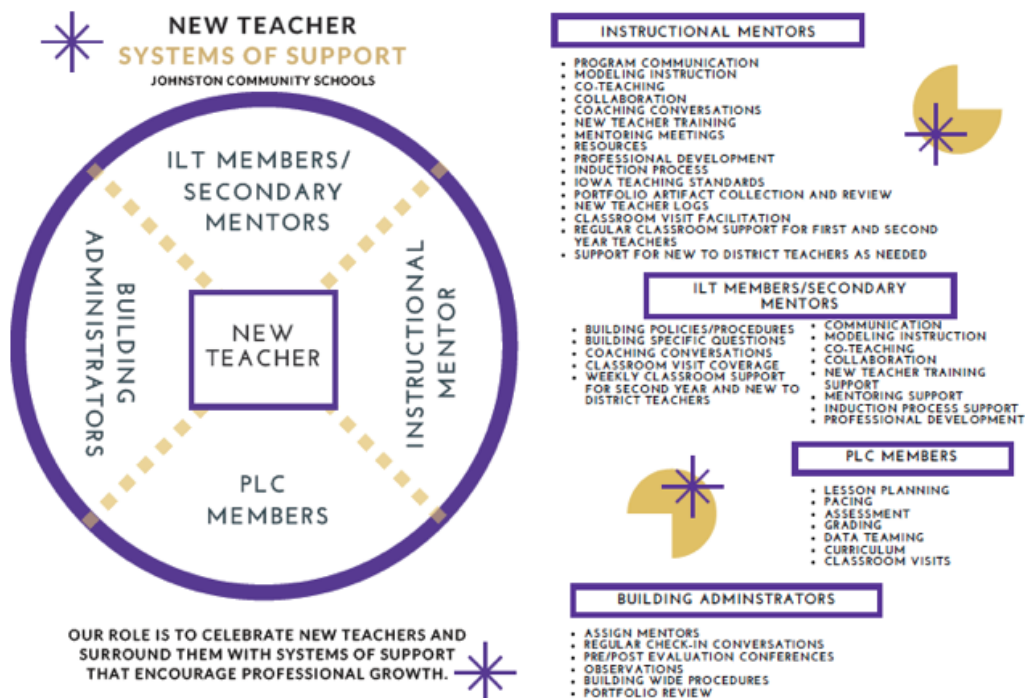 NEW TEACHER
SYSTEMS OF SUPPORT
JOHNSTON COMMUNITY SCHOOLS
ILT MEMBERS/
SECONDARY
MENTORS
BUILDING
ADMINISTRATORS
NEW
TEACHER
INSTRUCTIONAL
MENTOR
PLC
MEMBERS
OUR ROLE IS TO CELEBRATE NEW TEACHERS AND
SURROUND THEM WITH SYSTEMS OF SUPPORT
THAT ENCOURAGE PROFESSIONAL GROWTH.
INSTRUCTIONAL MENTORS
• PROGRAM COMMUNICATION
• MODELING INSTRUCTION
• CO-TEACHING
• COLLABORATION
• COACHING CONVERSATIONS
• NEW TEACHER TRAINING
• MENTORING MEETINGS
• RESOURCES
• PROFESSIONAL DEVELOPMENT
• INDUCTION PROCESS
• IOWA TEACHING STANDARDS
• PORTFOLIO ARTIFACT COLLECTION AND REVIEW
• NEW TEACHER LOGS
• CLASSROOM VISIT FACILITATION
• REGULAR CLASSROOM SUPPORT FOR FIRST AND SECOND
YEAR TEACHERS
• SUPPORT FOR NEW TO DISTRICT TEACHERS AS NEEDED
ILT MEMBERS/SECONDARY
MENTORS
• BUILDING POLICIES/PROCEDURES
• BUILDING SPECIFIC QUESTIONS
• COACHING CONVERSATIONS
• CLASSROOM VISIT COVERAGE
• WEEKLY CLASSROOM SUPPORT
FOR SECOND YEAR AND NEW TO
DISTRICT TEACHERS
• COMMUNICATION
• MODELING INSTRUCTION
• CO-TEACHING
• COLLABORATION
• NEW TEACHER TRAINING
SUPPORT
• MENTORING SUPPORT
• INDUCTION PROCESS SUPPORT
• PROFESSIONAL DEVELOPMENT
PLC MEMBERS
• LESSON PLANNING
• PACING
• ASSESSMENT
• GRADING
• DATA TEAMING
• CURRICULUM
• CLASSROOM VISITS
BUILDING ADMINSTRATORS
• ASSIGN MENTORS
• REGULAR CHECK-IN CONVERSATIONS
• PRE/POST EVALUATION CONFERENCES
• OBSERVATIONS
• BUILDING WIDE PROCEDURES
• PORTFOLIO REVIEW